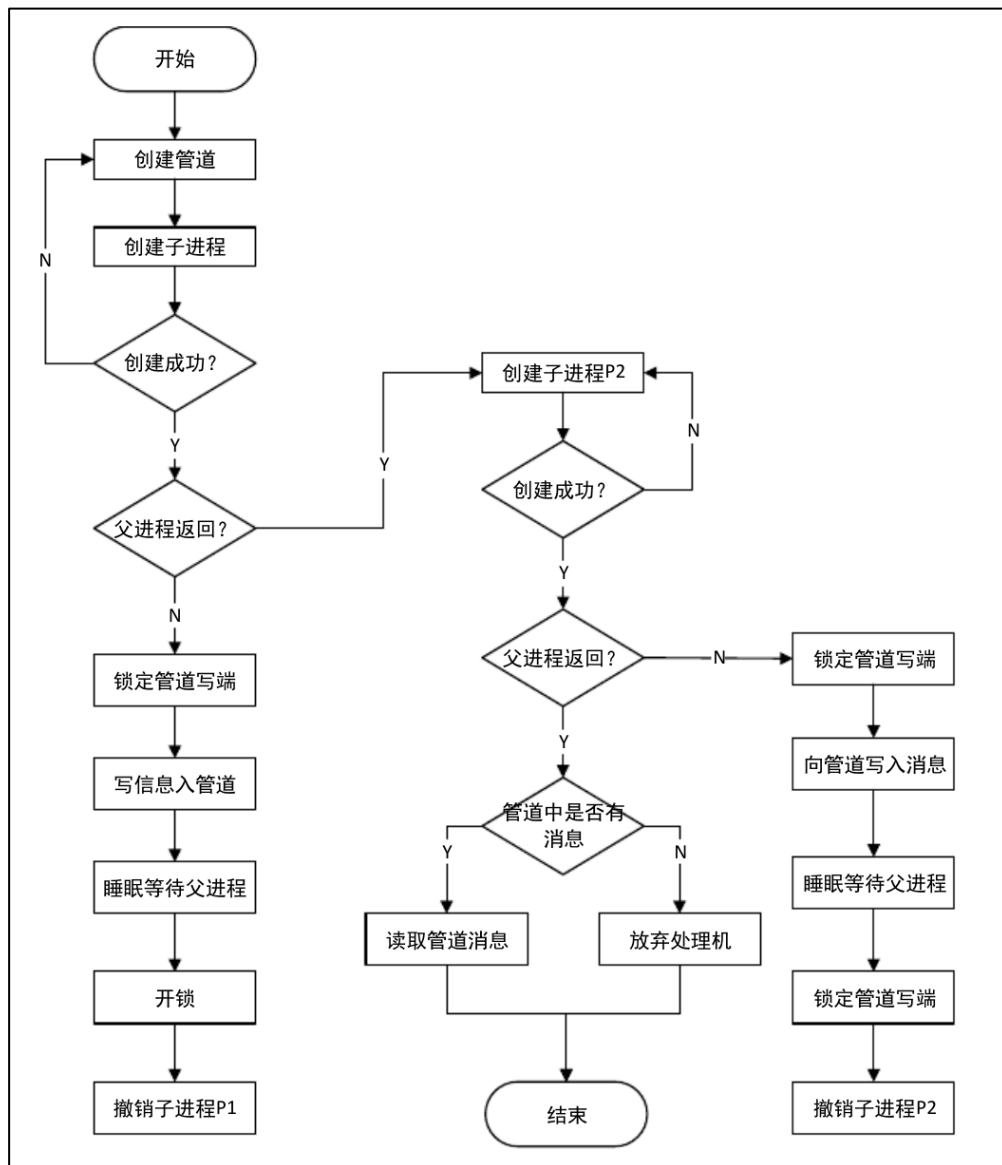 开始
创建管道
创建子进程
N
创建成功?
Y
父进程返回?
Y
N
锁定管道写端
写信息入管道
睡眠等待父进程
开锁
撤销子进程P1
创建子进程P2
N
创建成功?
Y
父进程返回?
N
Y
管道中是否有
消息
Y
N
读取管道消息
放弃处理机
结束
锁定管道写端
向管道写入消息
睡眠等待父进程
锁定管道写端
撤销子进程P2